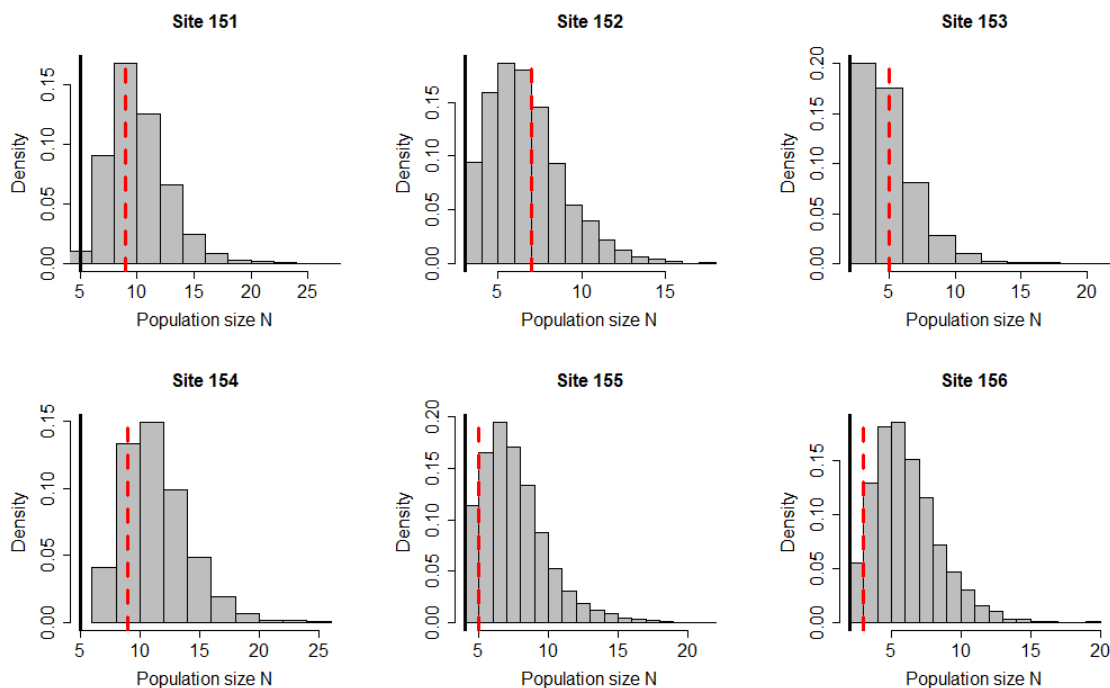 Site 151
Density
0.00 0.05 0.10 0.15
5 10 15 20 25
Population size N
Site 152
Density
0.00 0.05 0.10 0.15
5 10 15
Population size N
Site 153
Density
0.00 0.05 0.10 0.15 0.20
5 10 15 20
Population size N
Site 154
Density
0.00 0.05 0.10 0.15
5 10 15 20 25
Population size N
Site 155
Density
0.00 0.05 0.10 0.15 0.20
5 10 15 20
Population size N
Site 156
Density
0.00 0.05 0.10 0.15
5 10 15 20
Population size N